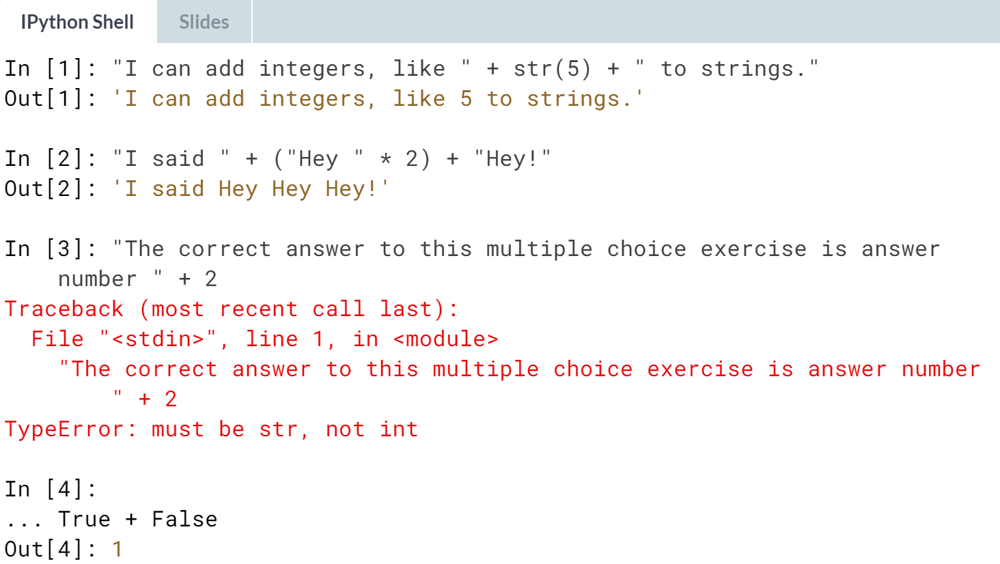 IPython Shell
Slides
In [1]: "I can add integers, like " + str(5) + " to strings."
Out[1]: 'I can add integers, like 5 to strings.'
In [2]: "I said " + ("Hey " * 2) + "Hey!"
Out[2]: 'I said Hey Hey Hey!'
In [3]: "The correct answer to this multiple choice exercise is answer
number " + 2
Traceback (most recent call last):
File "<stdin>", line 1, in <module>
"The correct answer to this multiple choice exercise is answer number
" + 2
TypeError: must be str, not int
In [4]:
... True + False
Out[4]: 1